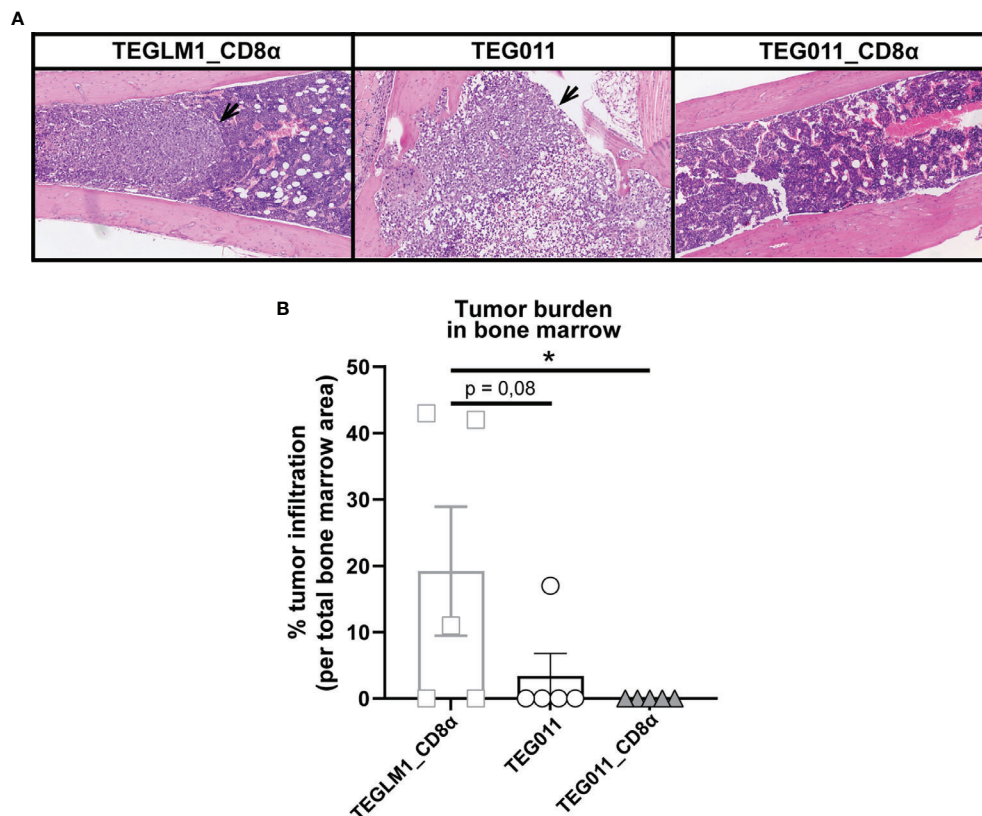 A
TEGLM1_CD8α
TEG011
TEG011_CD8α
B
Tumor burden
in bone marrow
*
p = 0,08
50
40
30
20
10
0
% tumor infiltration
(per total bone marrow area)
TEGLM1_CD8α
TEG011
TEG011_CD8α